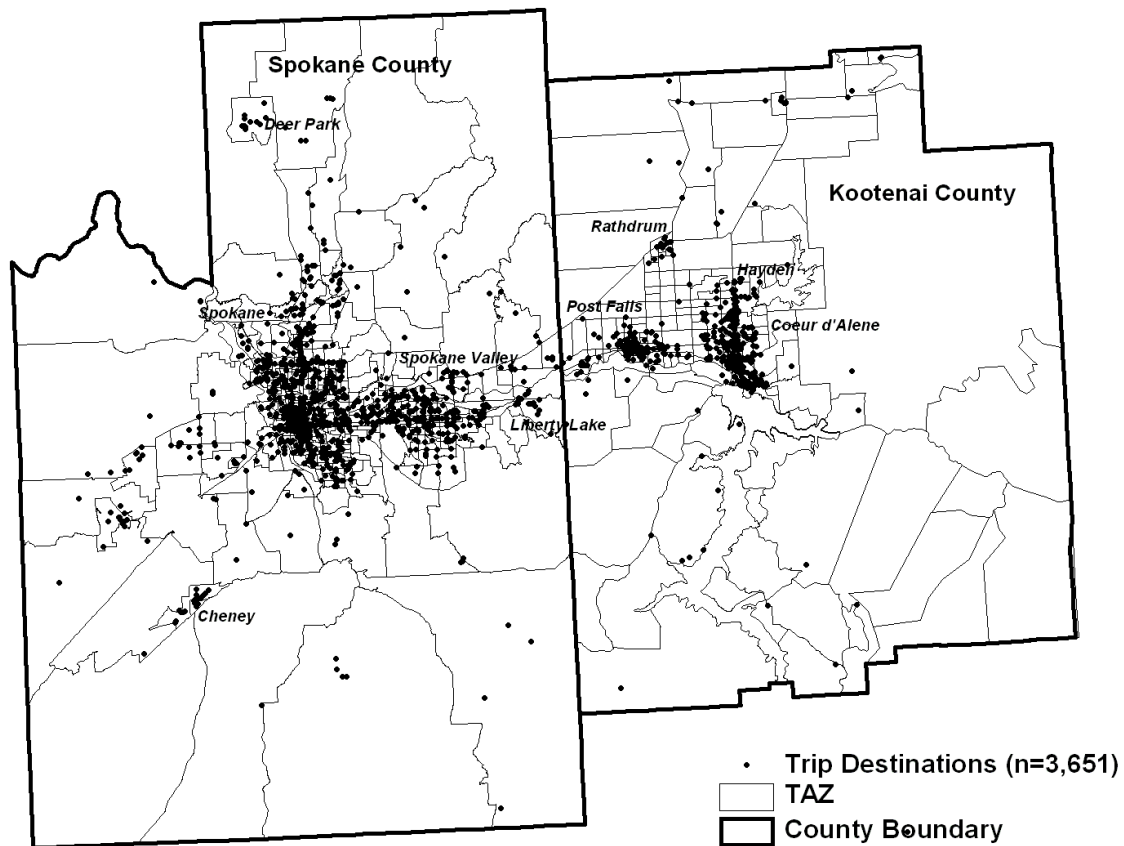 Spokane County
Deer Park
Kootenai County
Rathdrum
Hayden
Post Falls
Spokane
Coeur d'Alene
Spokane Valley
Liberty Lake
Cheney
Trip Destinations (n=3,651)
TAZ
County Boundary